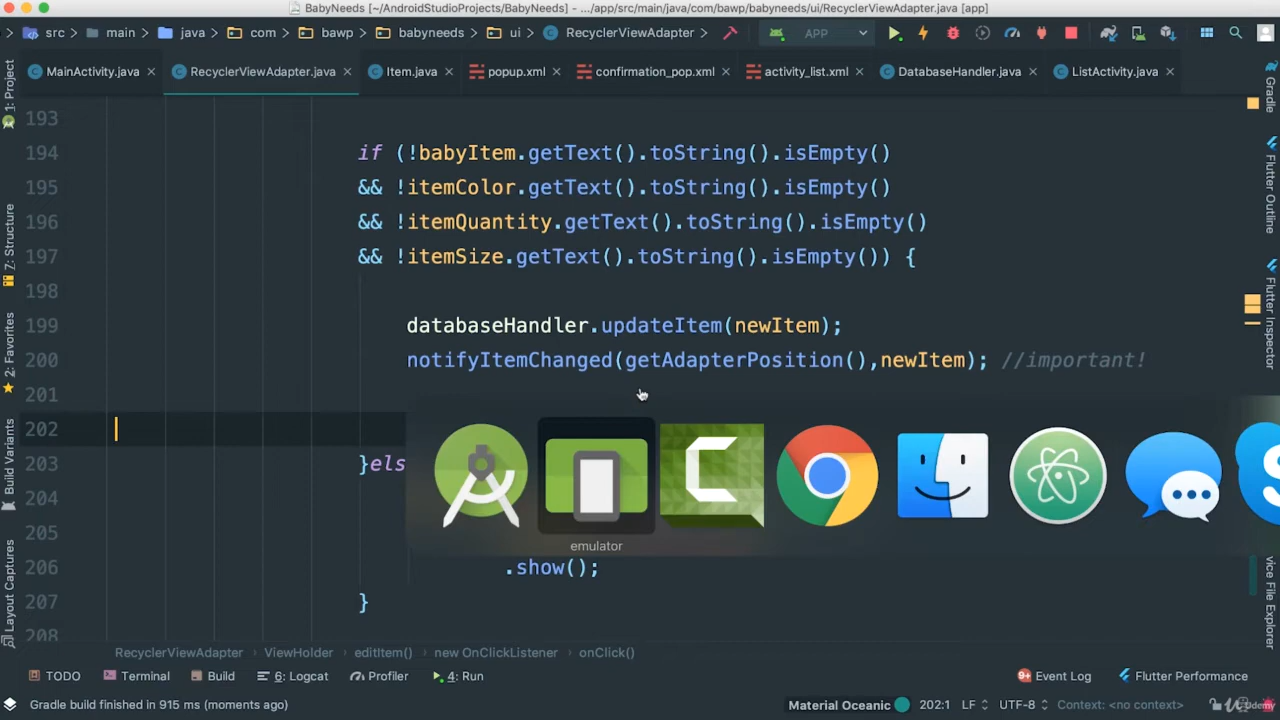 BabyNeeds [~/AndroidStudioProjects/BabyNeeds] - .../app/src/main/java/com/bawp/babyneeds/ui/RecyclerViewAdapter.java [app]
src main java com bawp babyneeds ui RecyclerViewAdapter APP
MainActivity.java RecyclerViewAdapter.java Item.java popup.xml confirmation_pop.xml activity_list.xml DatabaseHandler.java ListActivity.java
1: Project
7: Structure
2: Favorites
Build Variants
Layout Captures
Gradle
Flutter Outline
Flutter Inspector
vice File Explorer
193
194 if (!babyItem.getText().toString().isEmpty()
195 && !itemColor.getText().toString().isEmpty()
196 && !itemQuantity.getText().toString().isEmpty()
197 && !itemSize.getText().toString().isEmpty()) {
198
199 databaseHandler.updateItem(newItem);
200 notifyItemChanged(getAdapterPosition(),newItem); //important!
201
202
203 }els
204
205
206 .show();
207 }
208
emulator
RecyclerViewAdapter ViewHolder editItem() new OnClickListener onClick()
TODO Terminal Build 6: Logcat Profiler 4: Run 9+ Event Log Flutter Performance
Gradle build finished in 915 ms (moments ago) Material Oceanic 202:1 LF UTF-8 Context: <no context>
Udemy